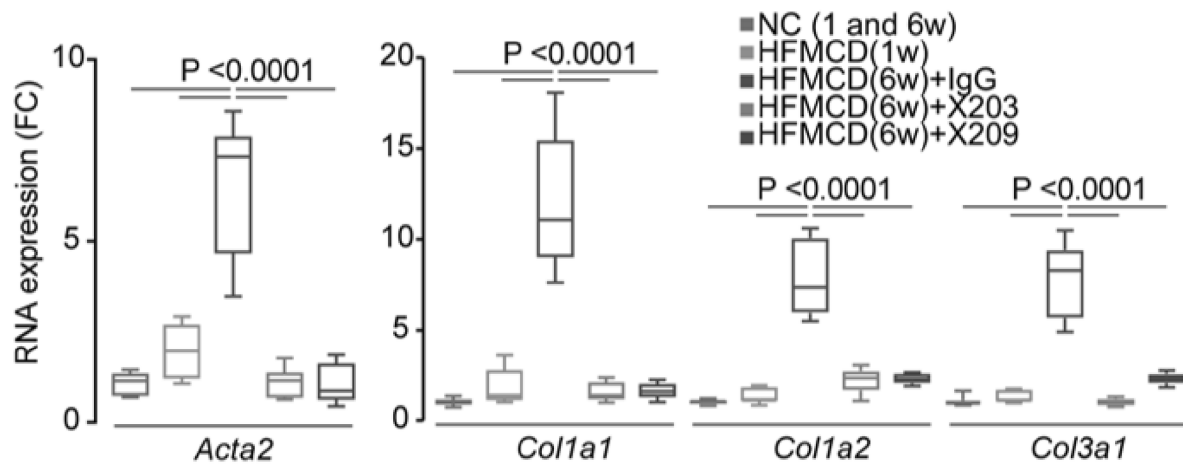 NC (1 and 6w)
HFMCD(1w)
HFMCD(6w)+IgG
HFMCD(6w)+X203
HFMCD(6w)+X209
RNA expression (FC)
10
5
0
P <0.0001
Acta2
20
15
10
5
0
P <0.0001
Col1a1
P <0.0001
Col1a2
P <0.0001
Col3a1